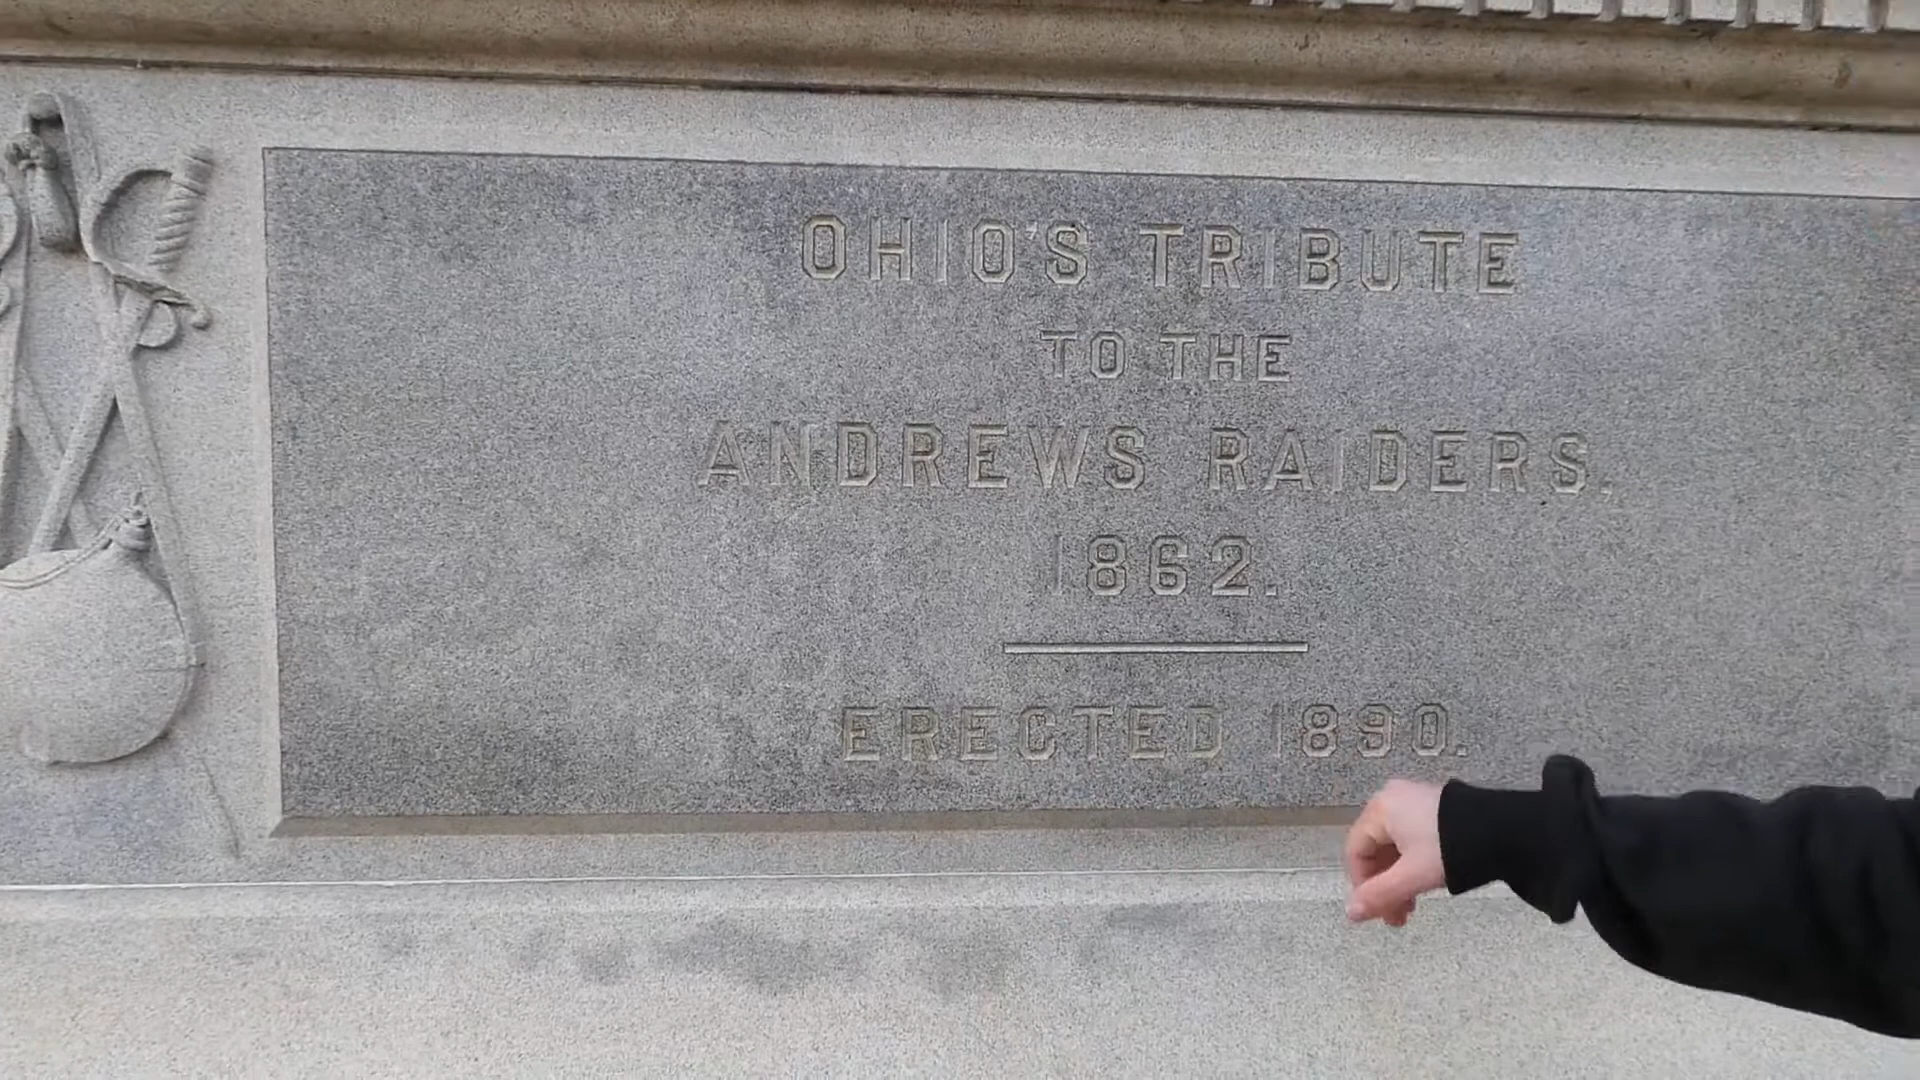 OHIO'S TRIBUTE
TO THE
ANDREWS RAIDERS.
1862.
ERECTED 1890.